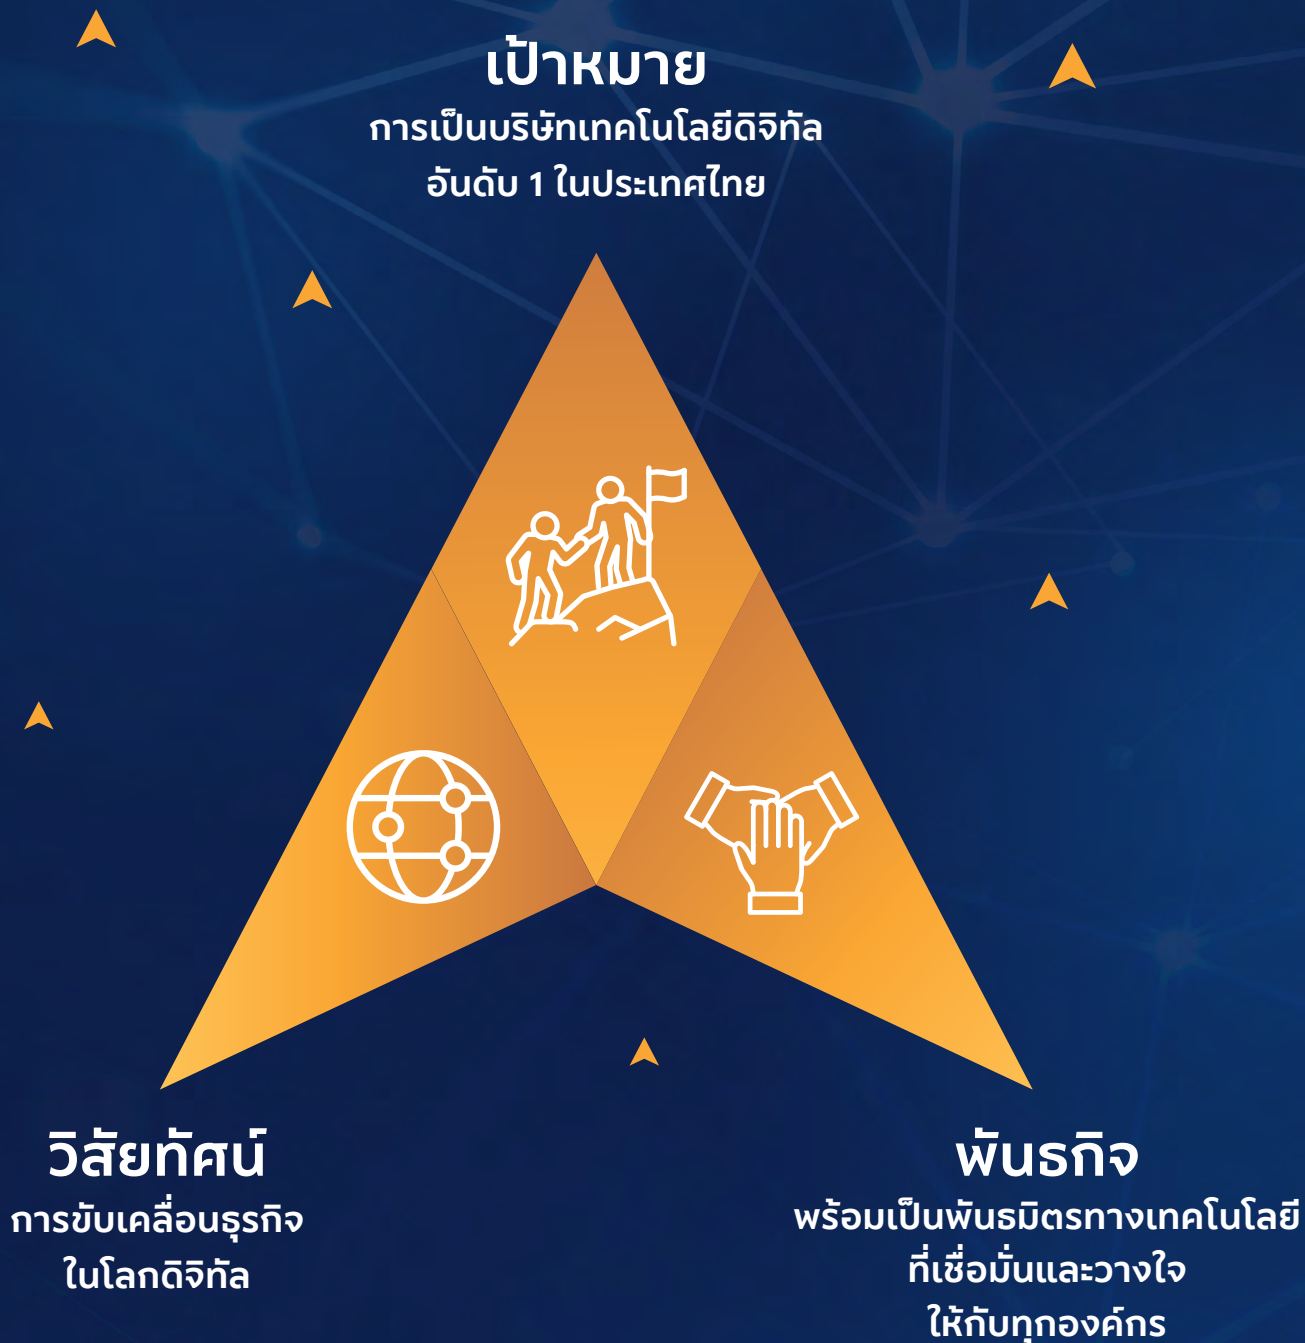 เป้าหมาย
การเป็นบริษัทเทคโนโลยีดิจิทัล
อันดับ 1 ในประเทศไทย
วิสัยทัศน์
การขับเคลื่อนธุรกิจ
ในโลกดิจิทัล
พันธกิจ
พร้อมเป็นพันธมิตรทางเทคโนโลยี
ที่เชื่อมั่นและวางใจ
ให้กับทุกองค์กร